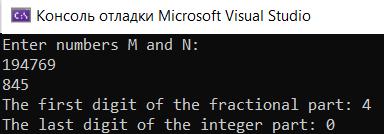 Консоль отладки Microsoft Visual Studio
Enter numbers M and N:
194769
845
The first digit of the fractional part: 4
The last digit of the integer part: 0